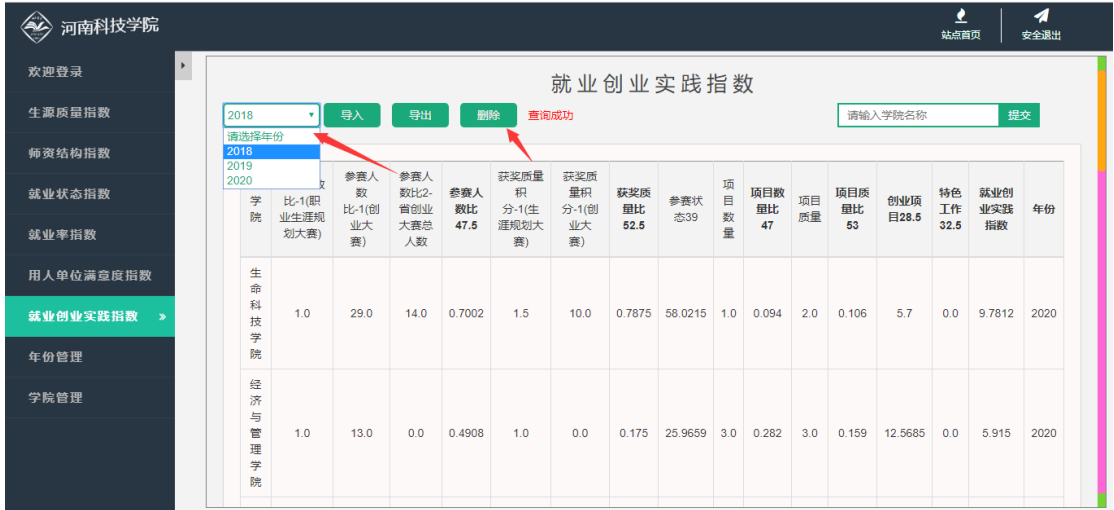 河南科技学院
站点首页
安全退出
欢迎登录
生源质量指数
师资结构指数
就业状态指数
就业率指数
用人单位满意度指数
就业创业实践指数 »
年份管理
学院管理
就业创业实践指数
2018
导入
导出
删除
查询成功
请输入学院名称
提交
请选择年份
2018
2019
2020
学
院
比-1(职
业生涯规
划大赛)
参赛人
数
比-1(创
业大
赛)
参赛人
数比2-
省创业
大赛总
人数
参赛人
数比
47.5
获奖质量
积
分-1(生
涯规划大
赛)
获奖质
量积
分-1(创
业大
赛)
获奖质
量比
52.5
参赛状
态39
项
目
数
量
项目数
量比
47
项目
质量
项目质
量比
53
创业项
目28.5
特色
工作
32.5
就业创
业实践
指数
年份
生
命
科
技
学
院
1.0 29.0 14.0 0.7002 1.5 10.0 0.7875 58.0215 1.0 0.094 2.0 0.106 5.7 0.0 9.7812 2020
经
济
与
管
理
学
院
1.0 13.0 0.0 0.4908 1.0 0.0 0.175 25.9659 3.0 0.282 3.0 0.159 12.5685 0.0 5.915 2020